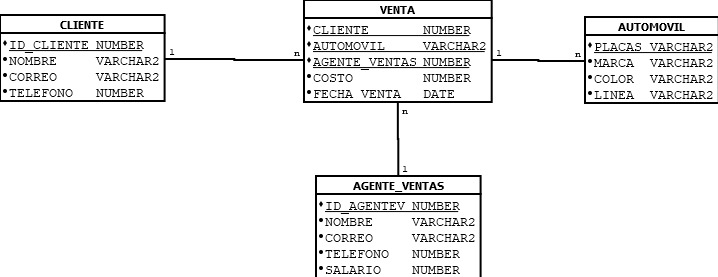 CLIENTE
ID_CLIENTE NUMBER
NOMBRE VARCHAR2
CORREO VARCHAR2
TELEFONO NUMBER
1
n
VENTA
CLIENTE NUMBER
AUTOMOVIL VARCHAR2
AGENTE_VENTAS NUMBER
COSTO NUMBER
FECHA VENTA DATE
1
n
AUTOMOVIL
PLACAS VARCHAR2
MARCA VARCHAR2
COLOR VARCHAR2
LINEA VARCHAR2
n
1
AGENTE_VENTAS
ID_AGENTEV NUMBER
NOMBRE VARCHAR2
CORREO VARCHAR2
TELEFONO NUMBER
SALARIO NUMBER